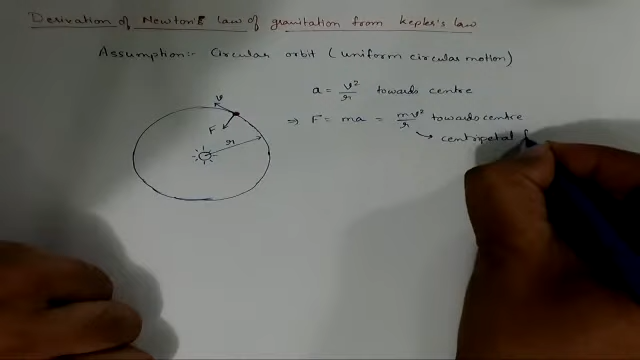 Derivation of Newton's law of gravitation from kepler's law
Assumption:- Circular orbit (uniform circular motion)
v
F
r
a = v²/r towards centre
⇒ F = ma = mv²/r towards centre
centripetal f